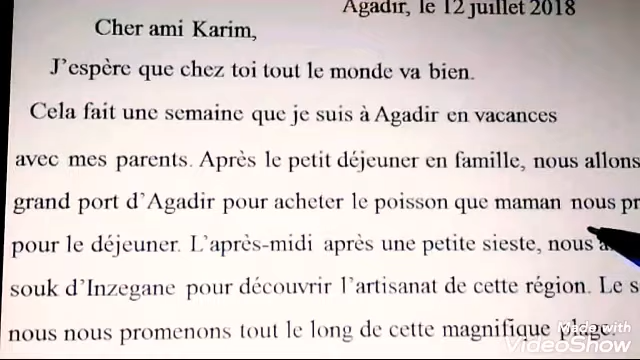 Agadir, le 12 juillet 2018
Cher ami Karim,
J'espère que chez toi tout le monde va bien.
Cela fait une semaine que je suis à Agadir en vacances
avec mes parents. Après le petit déjeuner en famille, nous allons
grand port d'Agadir pour acheter le poisson que maman nous pr
pour le déjeuner. L'après-midi après une petite sieste, nous
souk d'Inzegane pour découvrir l'artisanat de cette région. Le s
nous nous promenons tout le long de cette magnifique plage.
Made with
VideoShow